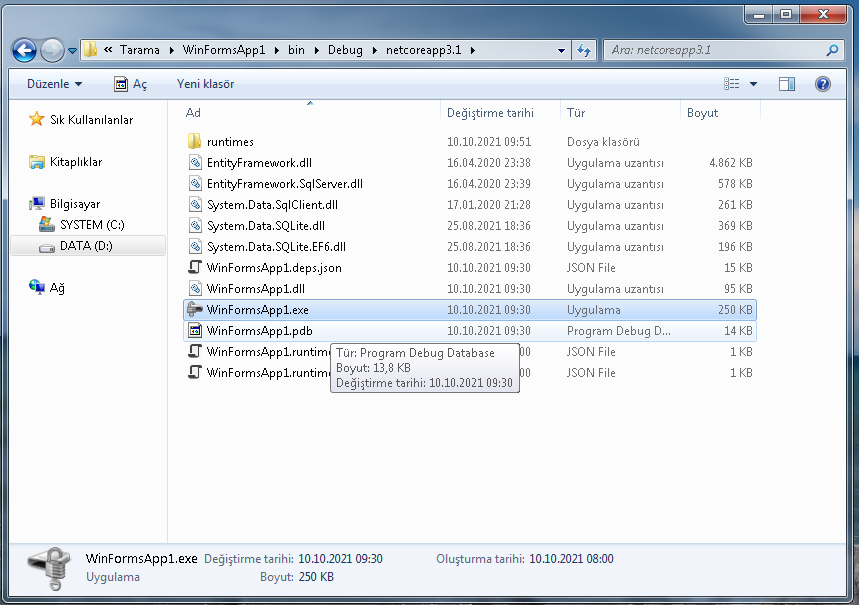 « Tarama ▸ WinFormsApp1 ▸ bin ▸ Debug ▸ netcoreapp3.1 ▸
Ara: netcoreapp3.1
Düzenle Aç Yeni klasör
Ad Değiştirme tarihi Tür Boyut
Sık Kullanılanlar
Kitaplıklar
Bilgisayar
SYSTEM (C:)
DATA (D:)
Ağ
runtimes 10.10.2021 09:51 Dosya klasörü
EntityFramework.dll 16.04.2020 23:38 Uygulama uzantısı 4.862 KB
EntityFramework.SqlServer.dll 16.04.2020 23:39 Uygulama uzantısı 578 KB
System.Data.SqlClient.dll 17.01.2020 21:28 Uygulama uzantısı 261 KB
System.Data.SQLite.dll 25.08.2021 18:36 Uygulama uzantısı 369 KB
System.Data.SQLite.EF6.dll 25.08.2021 18:36 Uygulama uzantısı 196 KB
WinFormsApp1.deps.json 10.10.2021 09:30 JSON File 15 KB
WinFormsApp1.dll 10.10.2021 09:30 Uygulama uzantısı 95 KB
WinFormsApp1.exe 10.10.2021 09:30 Uygulama 250 KB
WinFormsApp1.pdb 10.10.2021 09:30 Program Debug D... 14 KB
WinFormsApp1.runtime 00 JSON File 1 KB
WinFormsApp1.runtime 00 JSON File 1 KB
Tür: Program Debug Database
Boyut: 13,8 KB
Değiştirme tarihi: 10.10.2021 09:30
WinFormsApp1.exe Değiştirme tarihi: 10.10.2021 09:30 Oluşturma tarihi: 10.10.2021 08:00
Uygulama Boyut: 250 KB